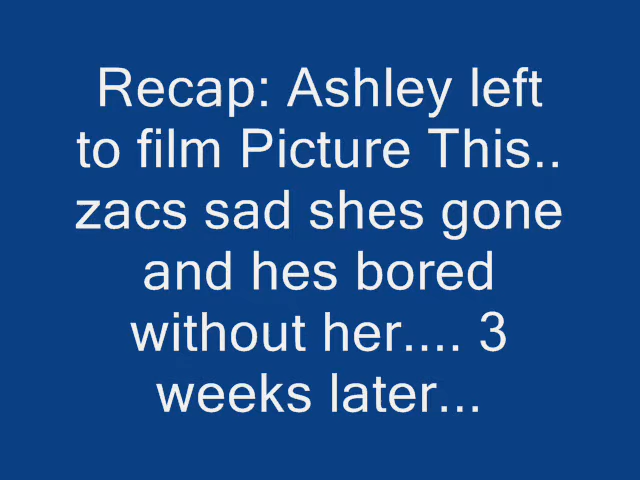 Recap: Ashley left
to film Picture This..
zacs sad shes gone
and hes bored
without her.... 3
weeks later...